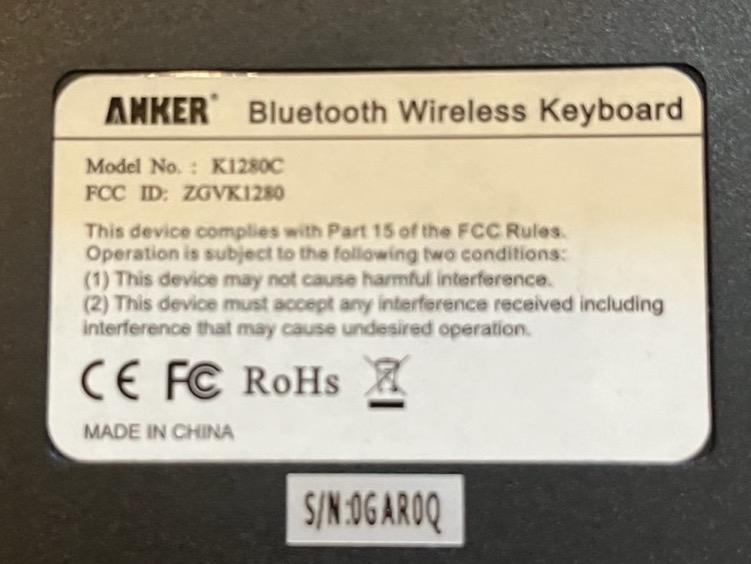 ANKER® Bluetooth Wireless Keyboard
Model No. : K1280C
FCC ID: ZGVK1280
This device complies with Part 15 of the FCC Rules.
Operation is subject to the following two conditions:
(1) This device may not cause harmful interference.
(2) This device must accept any interference received including
interference that may cause undesired operation.
CE FC RoHs
MADE IN CHINA
S/N:0GAR0Q